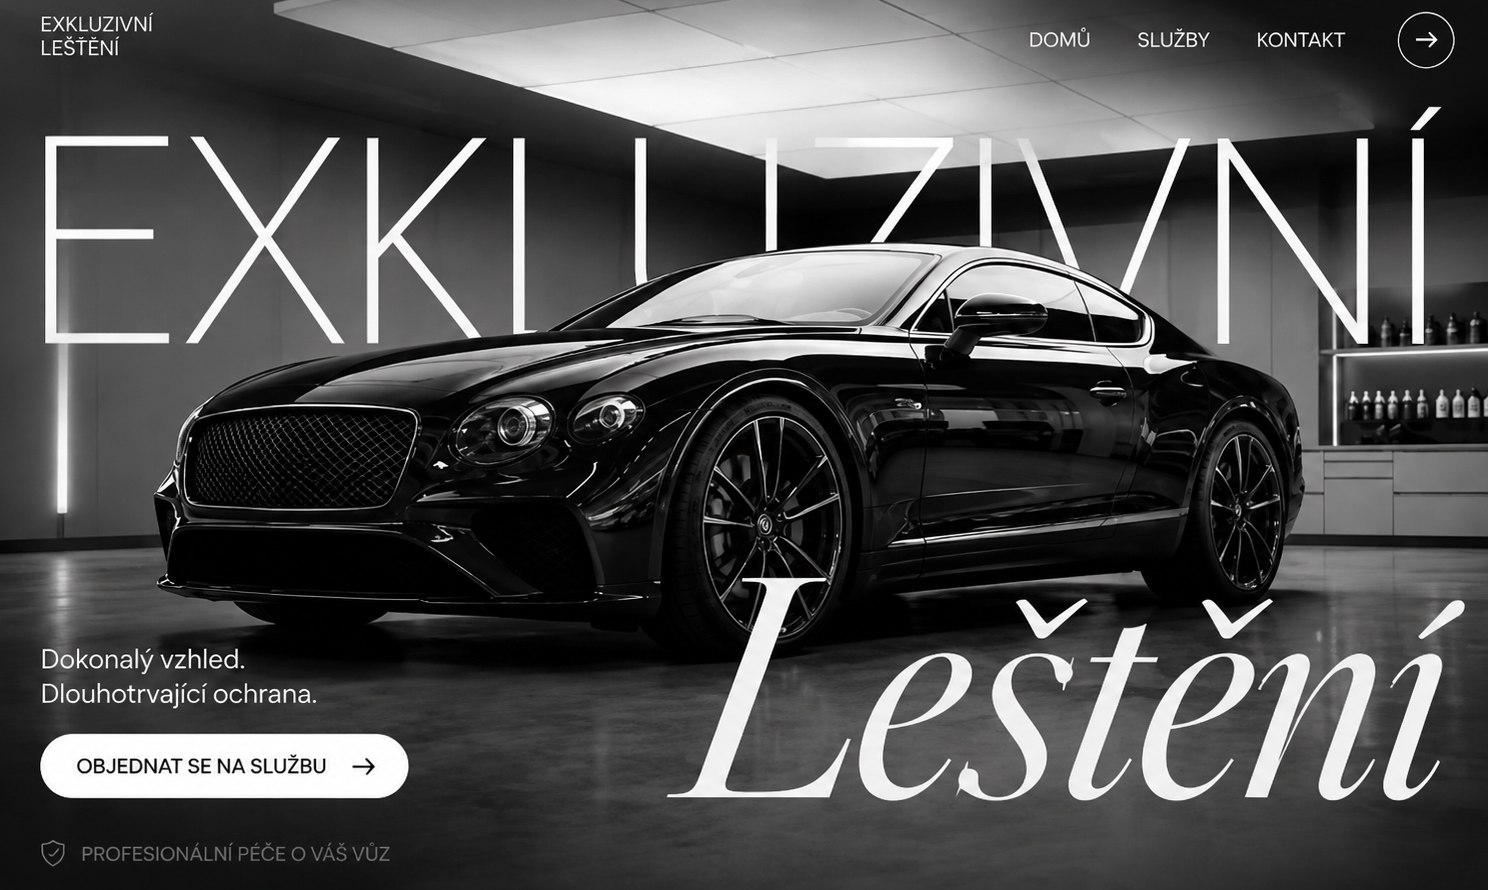 EXKLUZIVNÍ
LEŠTĚNÍ
DOMŮ
SLUŽBY
KONTAKT
EXKLUZIVNÍ
Leštění
Dokonalý vzhled.
Dlouhotrvající ochrana.
OBJEDNAT SE NA SLUŽBU
PROFESIONÁLNÍ PÉČE O VÁŠ VŮZ